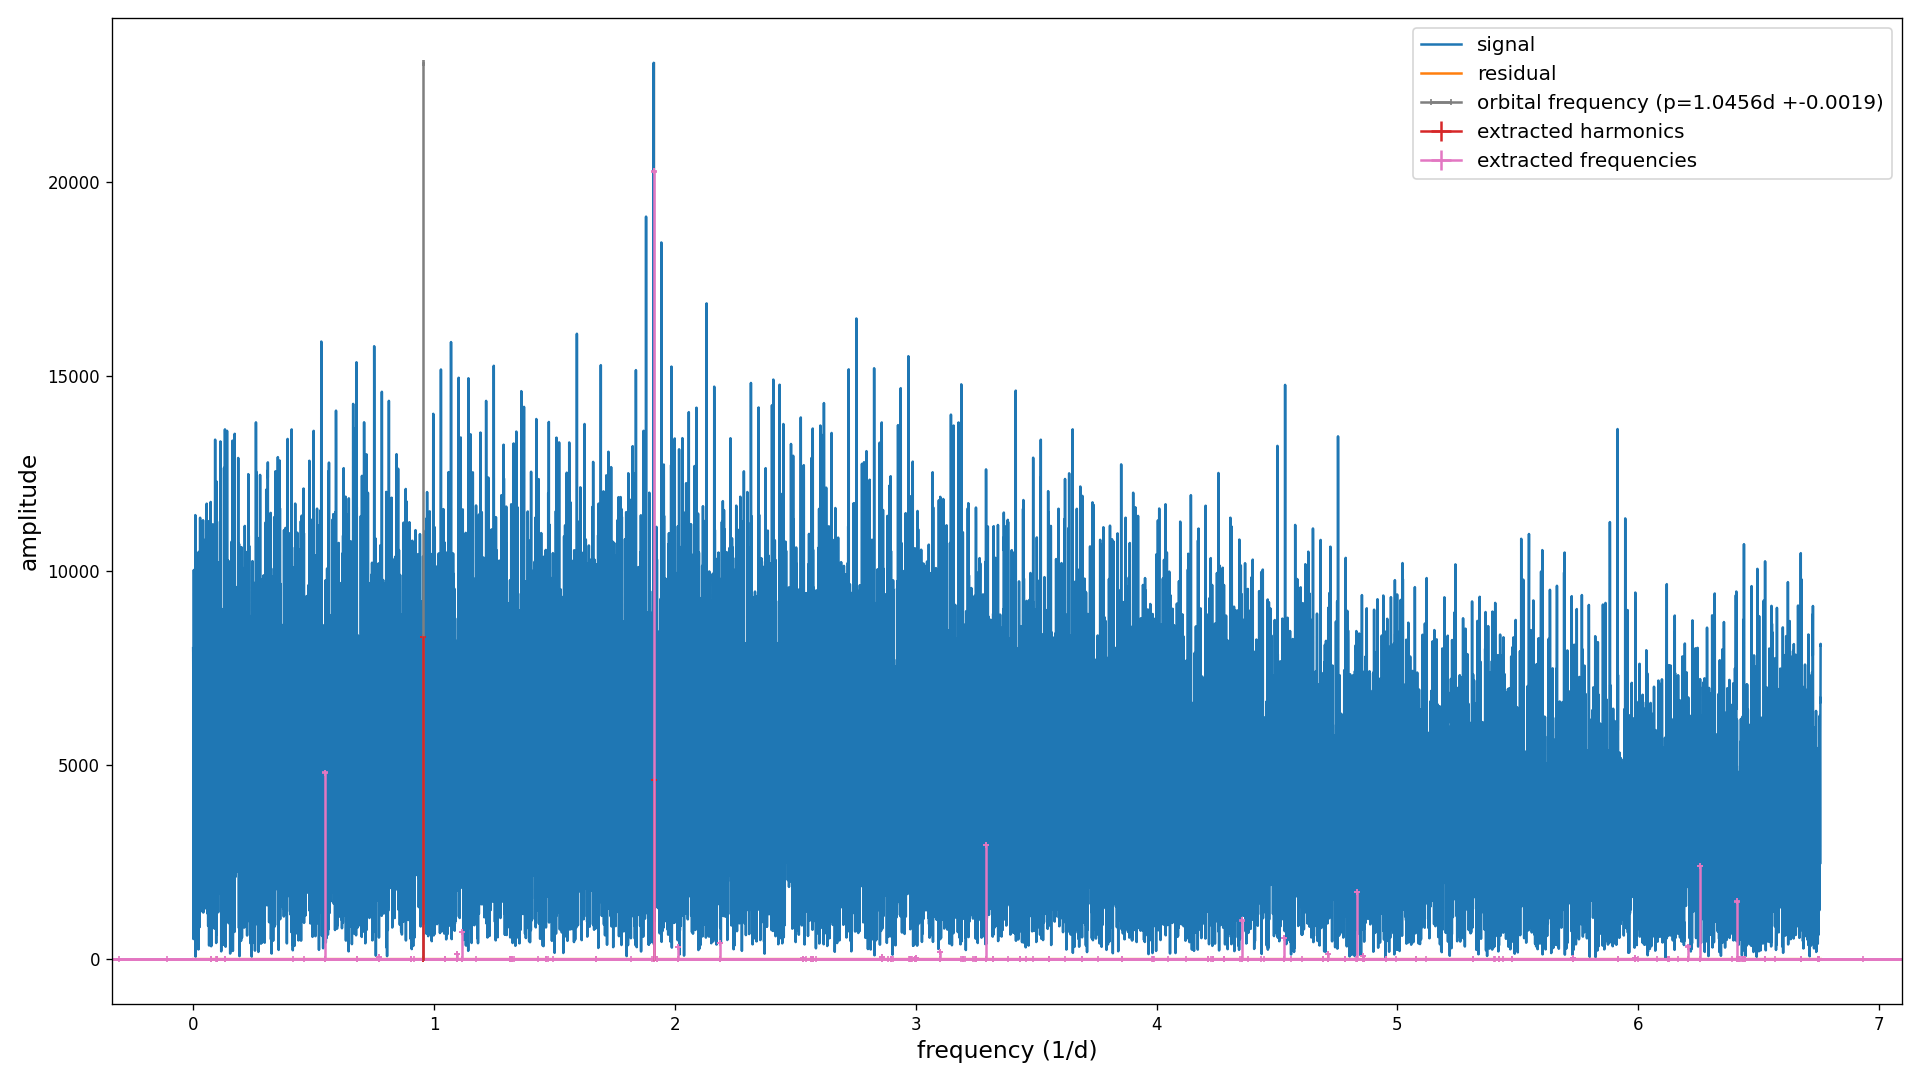 signal
residual
orbital frequency (p=1.0456d +-0.0019)
extracted harmonics
extracted frequencies
amplitude
20000
15000
10000
5000
0
0 1 2 3 4 5 6 7
frequency (1/d)